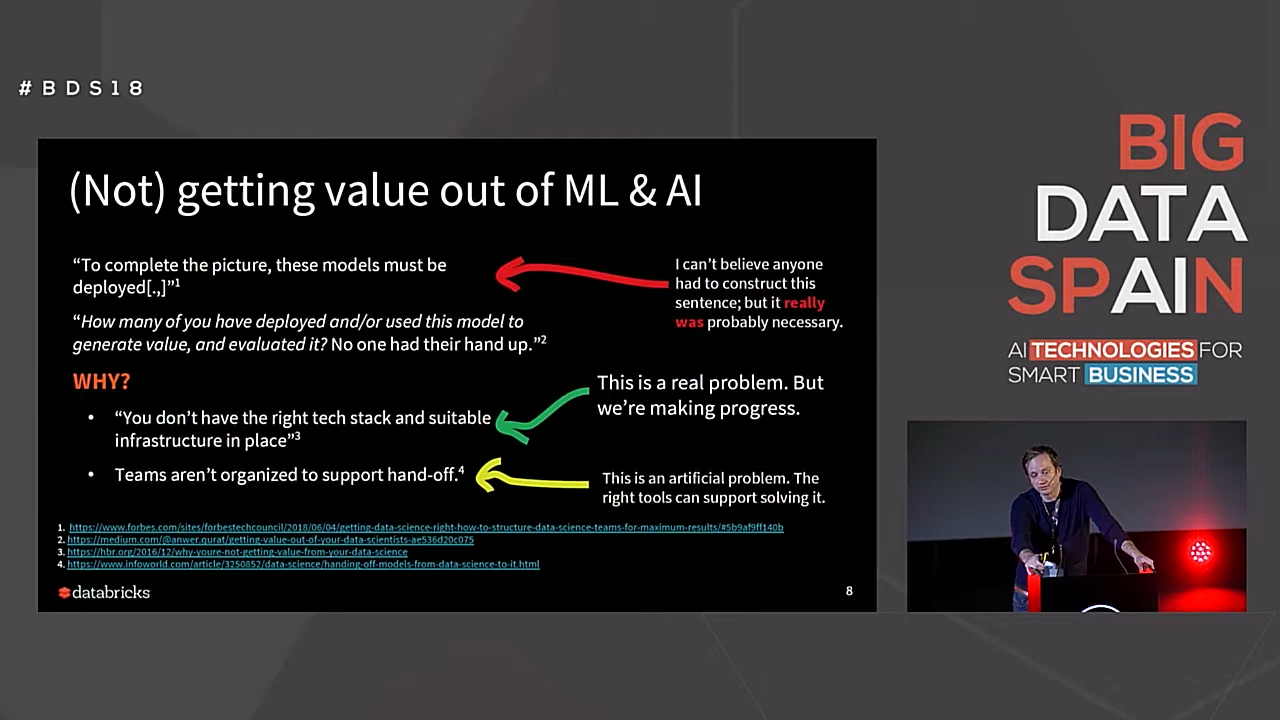 #BDS18
(Not) getting value out of ML & AI
“To complete the picture, these models must be
deployed[.,]”1
“How many of you have deployed and/or used this model to
generate value, and evaluated it? No one had their hand up.”2
WHY?
• “You don’t have the right tech stack and suitable
infrastructure in place”3
• Teams aren’t organized to support hand-off.4
I can’t believe anyone
had to construct this
sentence; but it really
was probably necessary.
This is a real problem. But
we’re making progress.
This is an artificial problem. The
right tools can support solving it.
1. https://www.forbes.com/sites/forbestechcouncil/2018/06/04/getting-data-science-right-how-to-structure-data-science-teams-for-maximum-results/#5b9af9ff140b
2. https://medium.com/@anwer.qurat/getting-value-out-of-your-data-scientists-ae536d20c075
3. https://hbr.org/2016/12/why-youre-not-getting-value-from-your-data-science
4. https://www.infoworld.com/article/3250852/data-science/handing-off-models-from-data-science-to-it.html
databricks
8
BIG
DATA
SPAIN
AI TECHNOLOGIES FOR
SMART BUSINESS